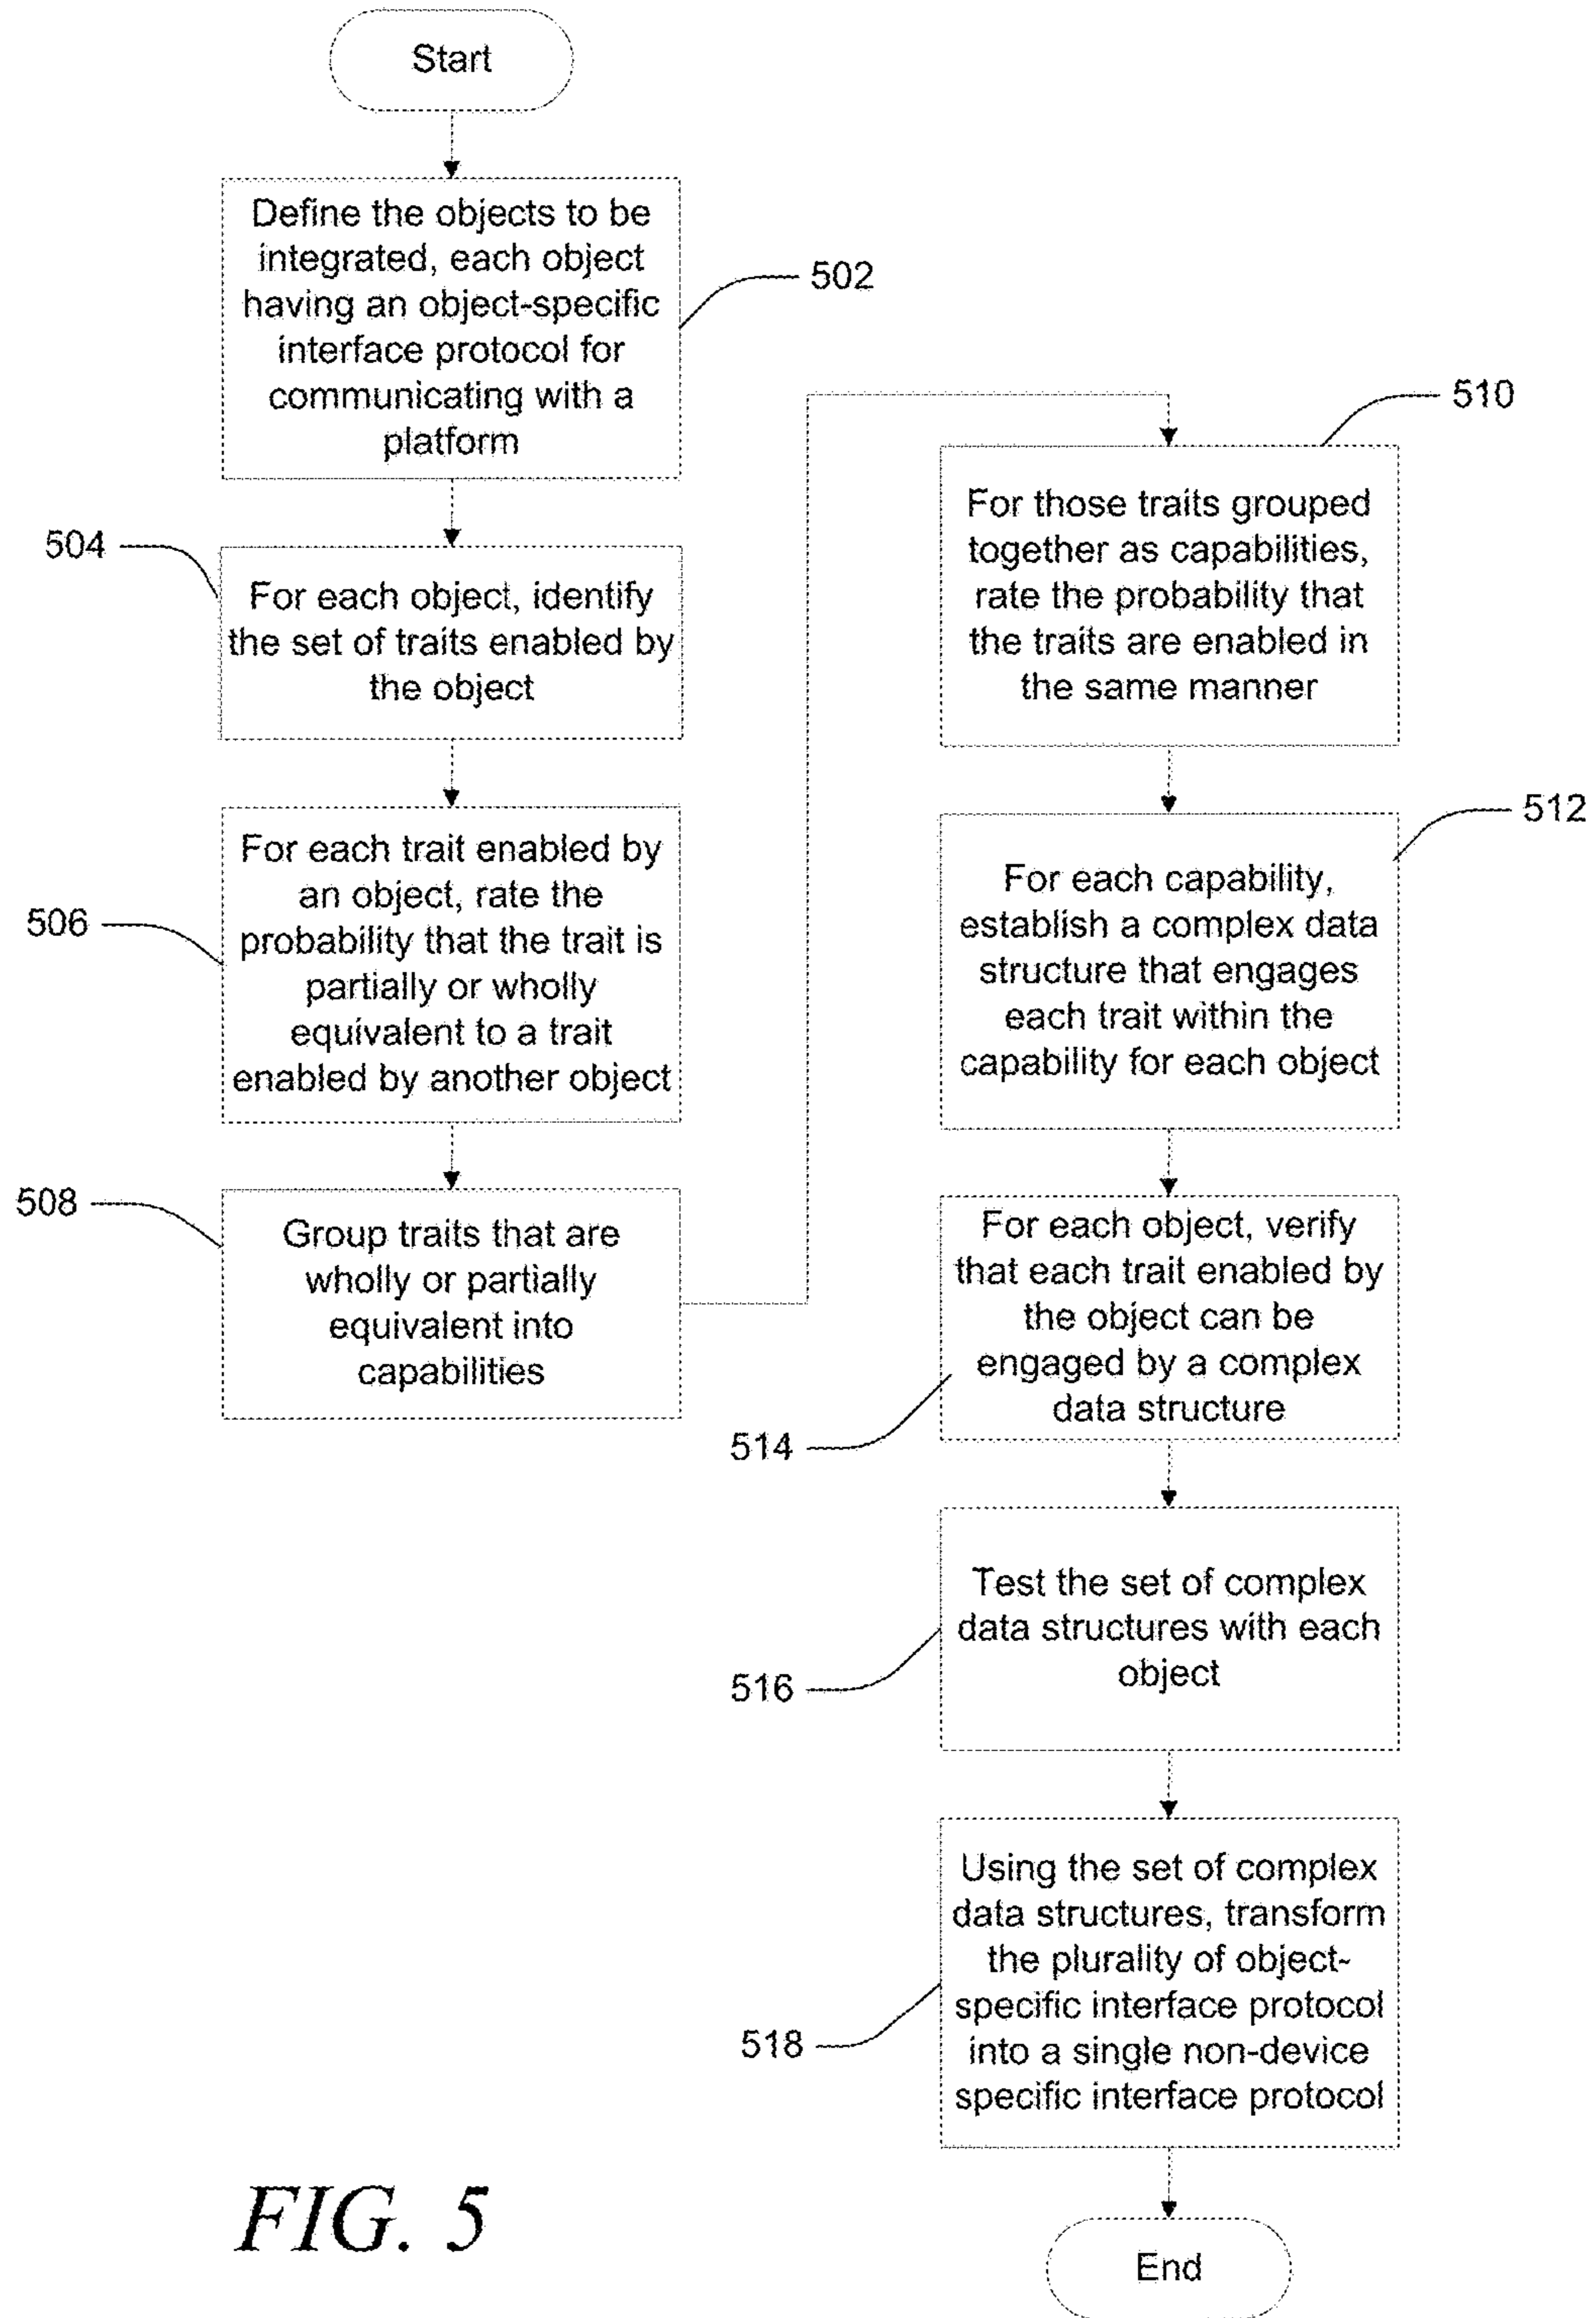 Start
Define the objects to be
integrated, each object
having an object-specific
interface protocol for
communicating with a
platform
502
504
For each object, identify
the set of traits enabled by
the object
506
For each trait enabled by
an object, rate the
probability that the trait is
partially or wholly
equivalent to a trait
enabled by another object
508
Group traits that are
wholly or partially
equivalent into
capabilities
510
For those traits grouped
together as capabilities,
rate the probability that
the traits are enabled in
the same manner
512
For each capability,
establish a complex data
structure that engages
each trait within the
capability for each object
For each object, verify
that each trait enabled by
the object can be
engaged by a complex
data structure
514
Test the set of complex
data structures with each
object
516
Using the set of complex
data structures, transform
the plurality of object-
specific interface protocol
into a single non-device
specific interface protocol
518
End
FIG. 5